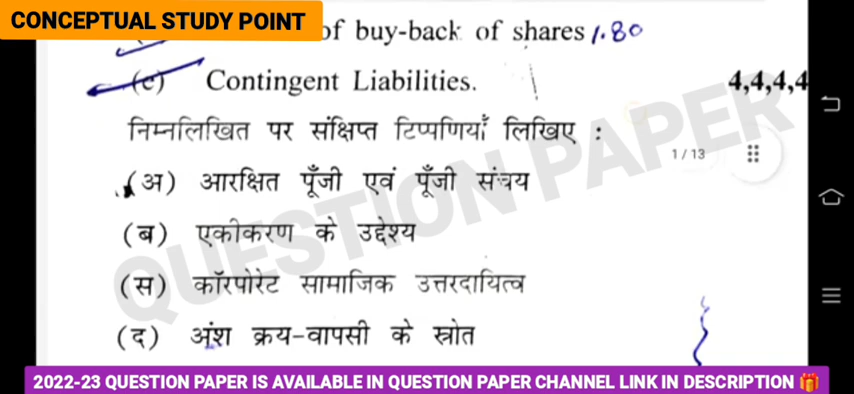 CONCEPTUAL STUDY POINT
of buy-back of shares 1.80
(e) Contingent Liabilities. 4,4,4,4
निम्नलिखित पर संक्षिप्त टिप्पणियाँ लिखिए :
1 / 13
(अ) आरक्षित पूँजी एवं पूँजी संचय
(ब) एकीकरण के उद्देश्य
(स) कॉरपोरेट सामाजिक उत्तरदायित्व
(द) अंश क्रय-वापसी के स्रोत
QUESTION PAPER
2022-23 QUESTION PAPER IS AVAILABLE IN QUESTION PAPER CHANNEL LINK IN DESCRIPTION 🎁